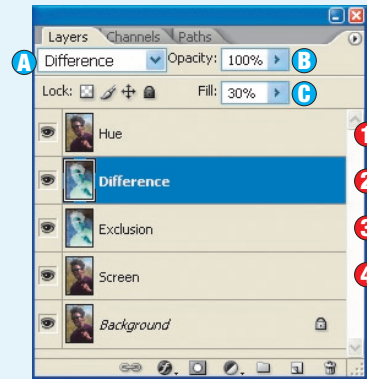 Layers Channels Paths
A Difference Opacity: 100% B
Lock: Fill: 30% C
Hue 1
Difference 2
Exclusion 3
Screen 4
Background